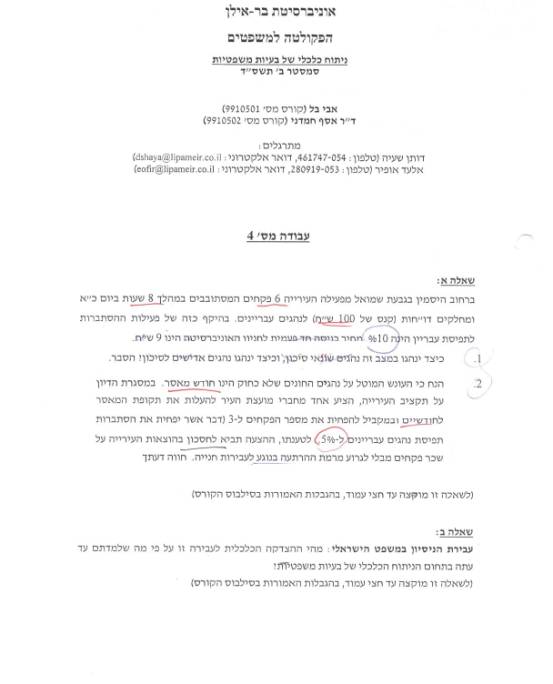 אוניברסיטת בר-אילן
הפקולטה למשפטים
ניתוח כלכלי של בעיות משפטיות
סמסטר ב' תשס"ד
אבי בל (קורס מס' 9910501)
ד"ר אסף חמדני (קורס מס' 9910502)
מתרגלים:
דותן שעיה (טלפון: 461747-054, דואר אלקטרוני: dshaya@lipameir.co.il)
אלעד אופיר (טלפון: 280919-053, דואר אלקטרוני: eofir@lipameir.co.il)
עבודה מס' 4
שאלה א:
ברחוב היסמין בגבעת שמואל מפעילה העירייה 6 פקחים המסתובבים במהלך 8 שעות ביום כ"א
ומחלקים דו"חות (קנס של 100 ש"ח) לנהגים עבריינים. בהיקף כזה של פעילות ההסתברות
לתפיסת עבריין הינה 10% מחיר כניסה חד פעמית לחניון האוניברסיטה הינו 9 ש"ח.
1. כיצד ינהגו במצב זה נהגים שונאי סיכון, וכיצד ינהגו נהגים אדישים לסיכון! הסבר.
2. הנח כי העונש המוטל על נהגים החונים שלא כחוק הינו חודש מאסר. במסגרת הדיון
על תקציב העירייה, הציע אחד מחברי מועצת העיר להעלות את תקופת המאסר
לחודשיים ובמקביל להפחית את מספר הפקחים ל-3 (דבר אשר יפחית את הסתברות
תפיסת נהגים עבריינים ל-5%). לטענתו, ההצעה תביא לחסכון בהוצאות העירייה על
שכר פקחים מבלי לגרוע מרמת ההרתעה בנוגע לעבירות חנייה. חווה דעתך
(לשאלה זו מוקצה עד חצי עמוד, בהגבלות האמורות בסילבוס הקורס)
שאלה ב:
עבירת הניסיון במשפט הישראלי: מהי ההצדקה הכלכלית לעבירה זו על פי מה שלמדתם עד
עתה בתחום הניתוח הכלכלי של בעיות משפטיות!
(לשאלה זו מוקצה עד חצי עמוד, בהגבלות האמורות בסילבוס הקורס)